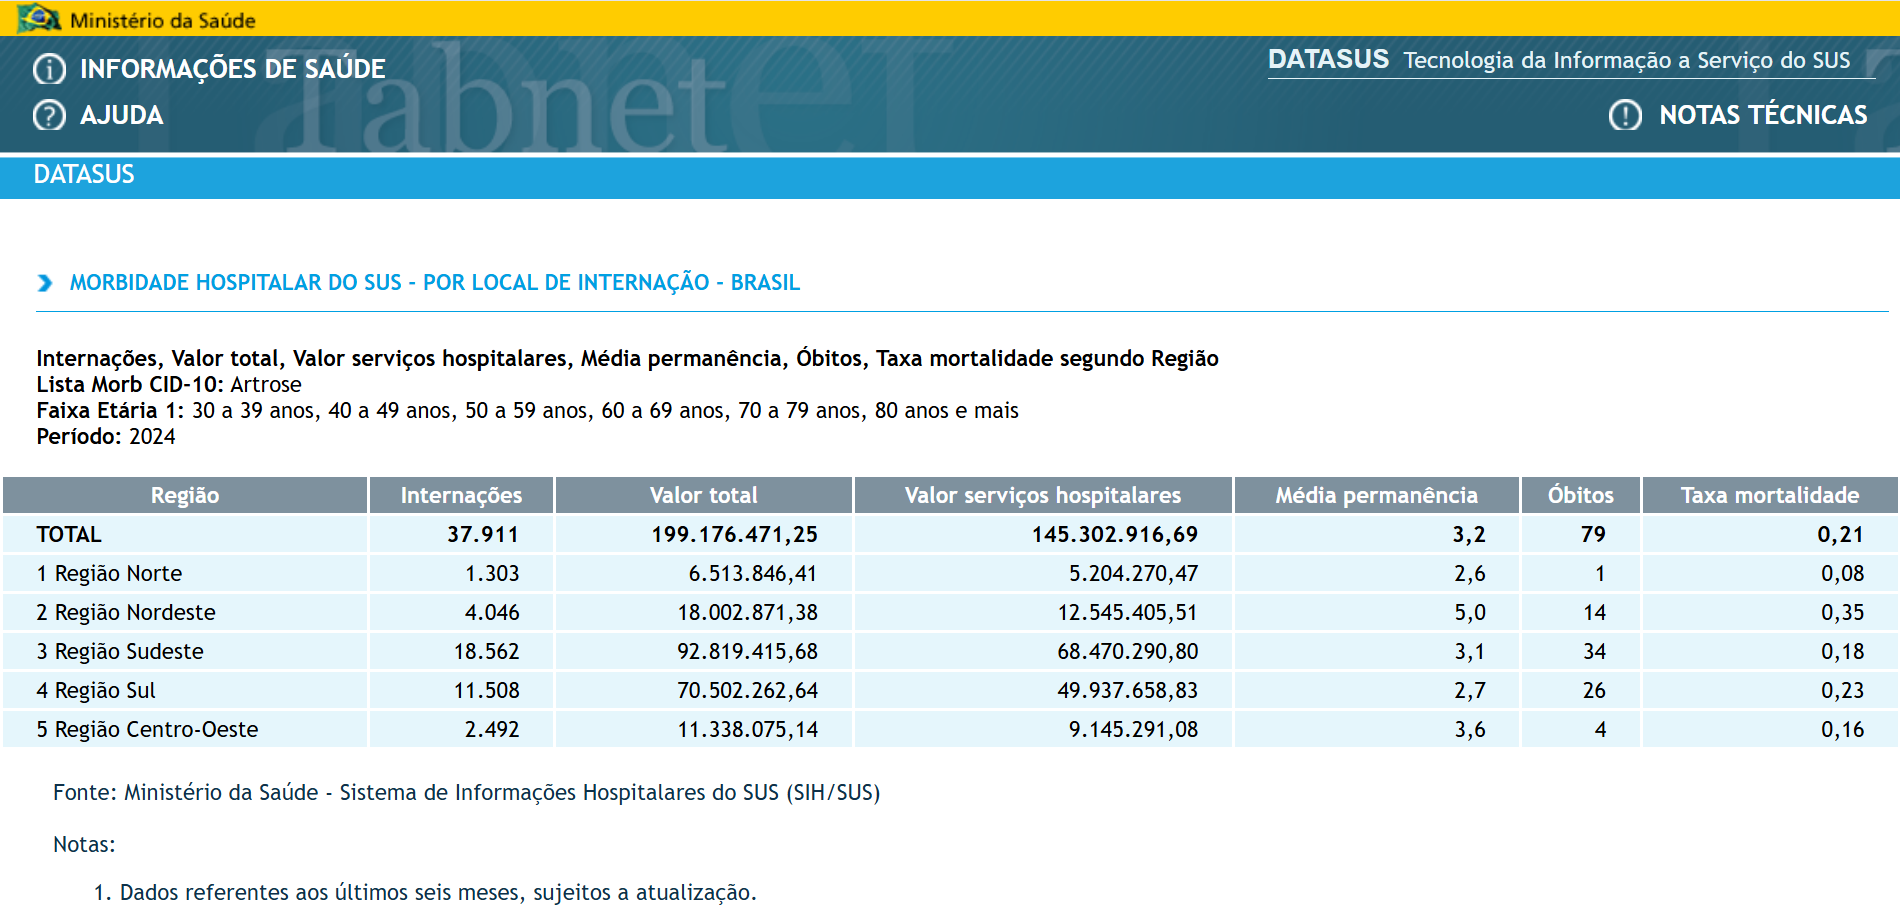 Ministério da Saúde
INFORMAÇÕES DE SAÚDE
AJUDA
Tabnet
DATASUS Tecnologia da Informação a Serviço do SUS
NOTAS TÉCNICAS
DATASUS
MORBIDADE HOSPITALAR DO SUS - POR LOCAL DE INTERNAÇÃO - BRASIL
Internações, Valor total, Valor serviços hospitalares, Média permanência, Óbitos, Taxa mortalidade segundo Região
Lista Morb CID-10: Artrose
Faixa Etária 1: 30 a 39 anos, 40 a 49 anos, 50 a 59 anos, 60 a 69 anos, 70 a 79 anos, 80 anos e mais
Período: 2024
Região Internações Valor total Valor serviços hospitalares Média permanência Óbitos Taxa mortalidade
TOTAL 37.911 199.176.471,25 145.302.916,69 3,2 79 0,21
1 Região Norte 1.303 6.513.846,41 5.204.270,47 2,6 1 0,08
2 Região Nordeste 4.046 18.002.871,38 12.545.405,51 5,0 14 0,35
3 Região Sudeste 18.562 92.819.415,68 68.470.290,80 3,1 34 0,18
4 Região Sul 11.508 70.502.262,64 49.937.658,83 2,7 26 0,23
5 Região Centro-Oeste 2.492 11.338.075,14 9.145.291,08 3,6 4 0,16
Fonte: Ministério da Saúde - Sistema de Informações Hospitalares do SUS (SIH/SUS)
Notas:
1. Dados referentes aos últimos seis meses, sujeitos a atualização.